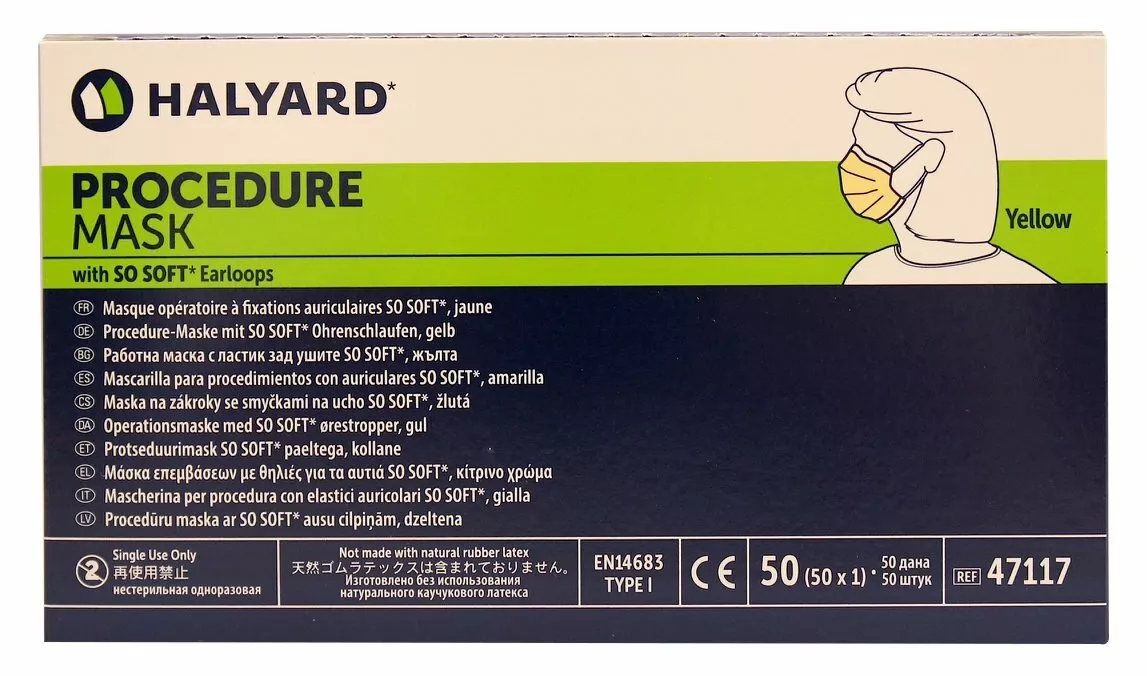 HALYARD*
PROCEDURE
MASK
with SO SOFT* Earloops
Yellow
FR Masque opératoire à fixations auriculaires SO SOFT*, jaune
DE Procedure-Maske mit SO SOFT* Ohrenschlaufen, gelb
BG Работна маска с ластик зад ушите SO SOFT*, жълта
ES Mascarilla para procedimientos con auriculares SO SOFT*, amarilla
CS Maska na zákroky se smyčkami na ucho SO SOFT*, žlutá
DA Operationsmaske med SO SOFT* ørestropper, gul
ET Protseduurimask SO SOFT* paeltega, kollane
EL Μάσκα επεμβάσεων με θηλιές για τα αυτιά SO SOFT*, κίτρινο χρώμα
IT Mascherina per procedura con elastici auricolari SO SOFT*, gialla
LV Procedūru maska ar SO SOFT* ausu cilpiņām, dzeltena
2
Single Use Only
再使用禁止
нестерильная одноразовая
Not made with natural rubber latex
天然ゴムラテックスは含まれておりません。
Изготовлено без использования
натурального каучукового латекса
EN14683
TYPE I
CE
50 (50 x 1) •
50 дана
50 штук
REF 47117